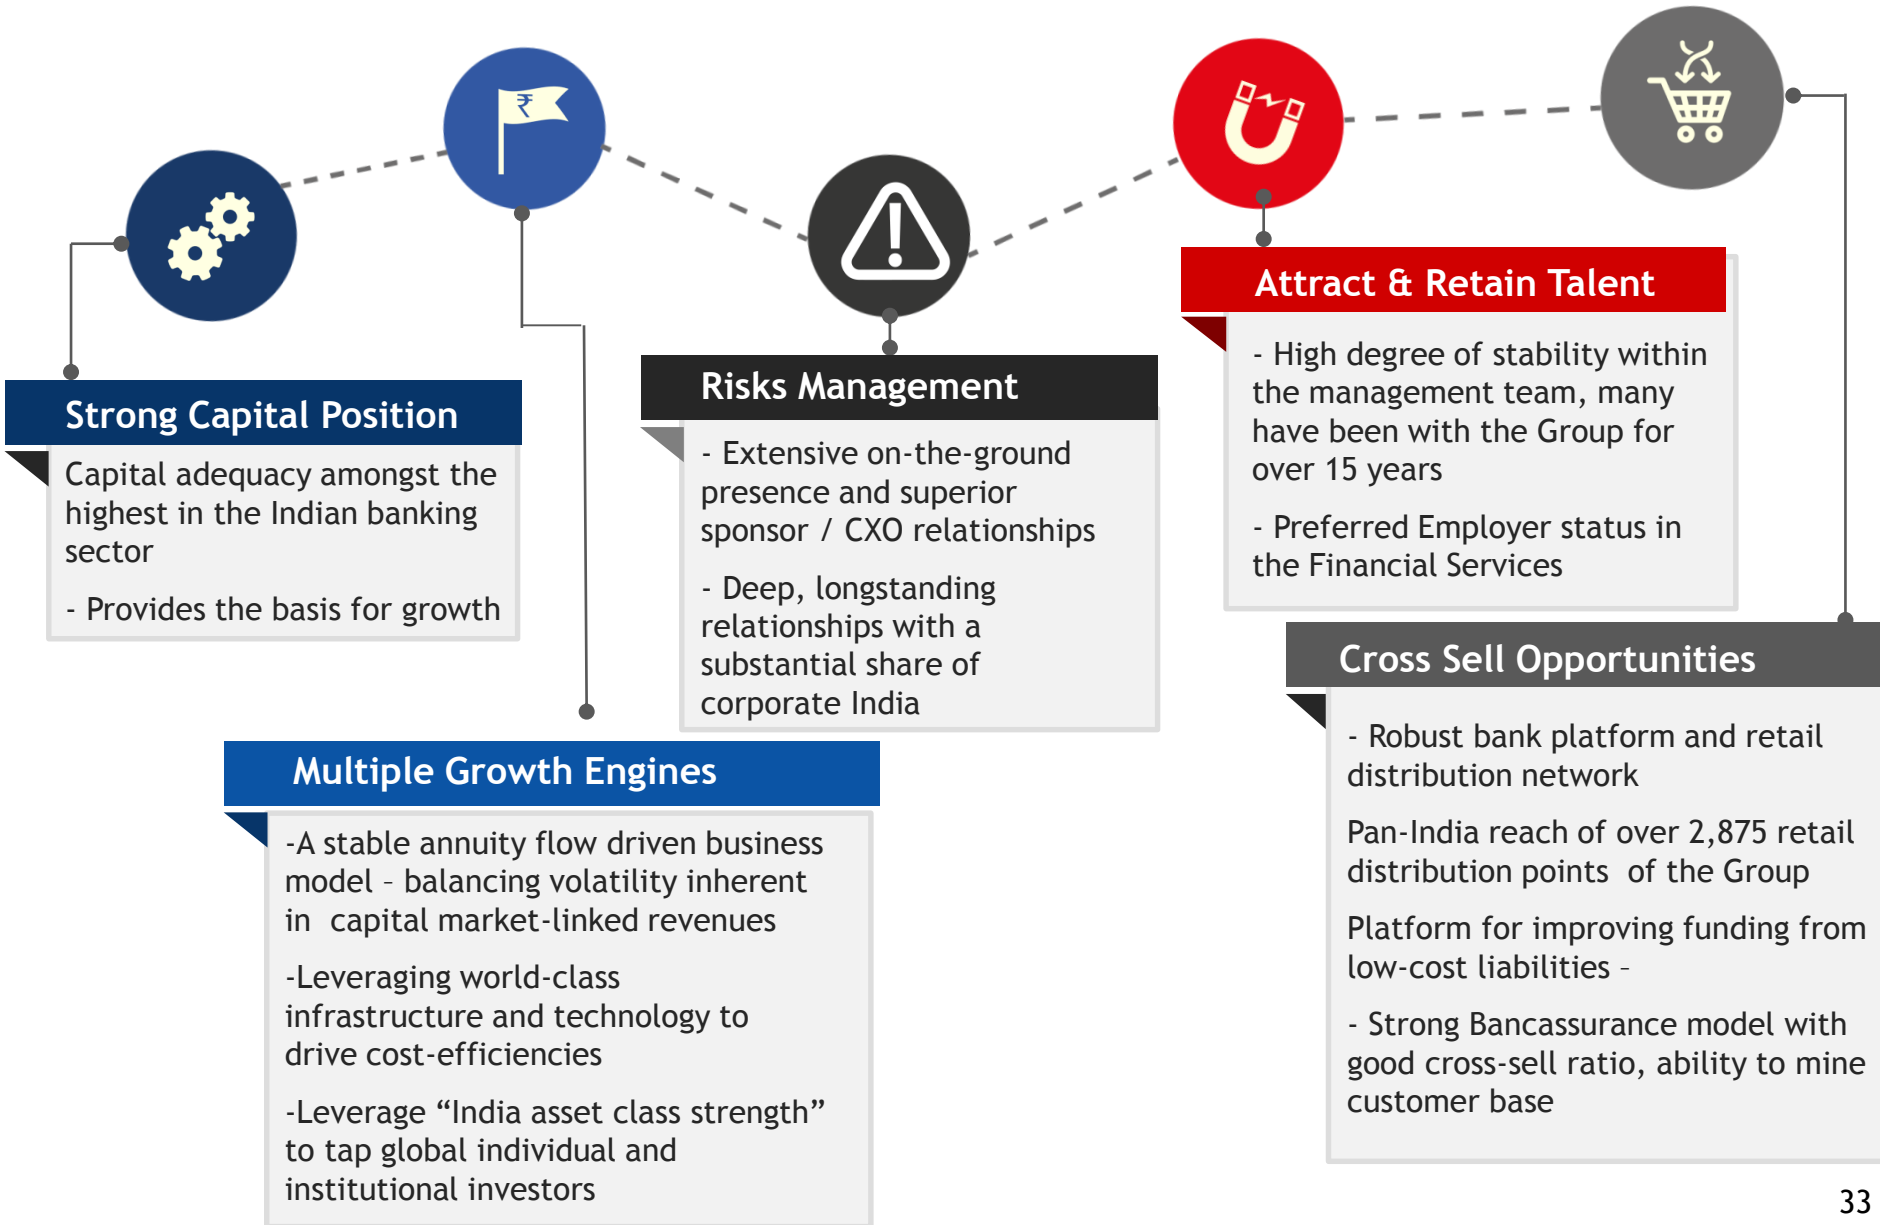 ₹
Strong Capital Position
Capital adequacy amongst the
highest in the Indian banking
sector
- Provides the basis for growth
Multiple Growth Engines
-A stable annuity flow driven business
model – balancing volatility inherent
in  capital market-linked revenues
-Leveraging world-class
infrastructure and technology to
drive cost-efficiencies
-Leverage “India asset class strength”
to tap global individual and
institutional investors
Risks Management
- Extensive on-the-ground
presence and superior
sponsor / CXO relationships
- Deep, longstanding
relationships with a
substantial share of
corporate India
Attract & Retain Talent
- High degree of stability within
the management team, many
have been with the Group for
over 15 years
- Preferred Employer status in
the Financial Services
Cross Sell Opportunities
- Robust bank platform and retail
distribution network
Pan-India reach of over 2,875 retail
distribution points  of the Group
Platform for improving funding from
low-cost liabilities –
- Strong Bancassurance model with
good cross-sell ratio, ability to mine
customer base
33